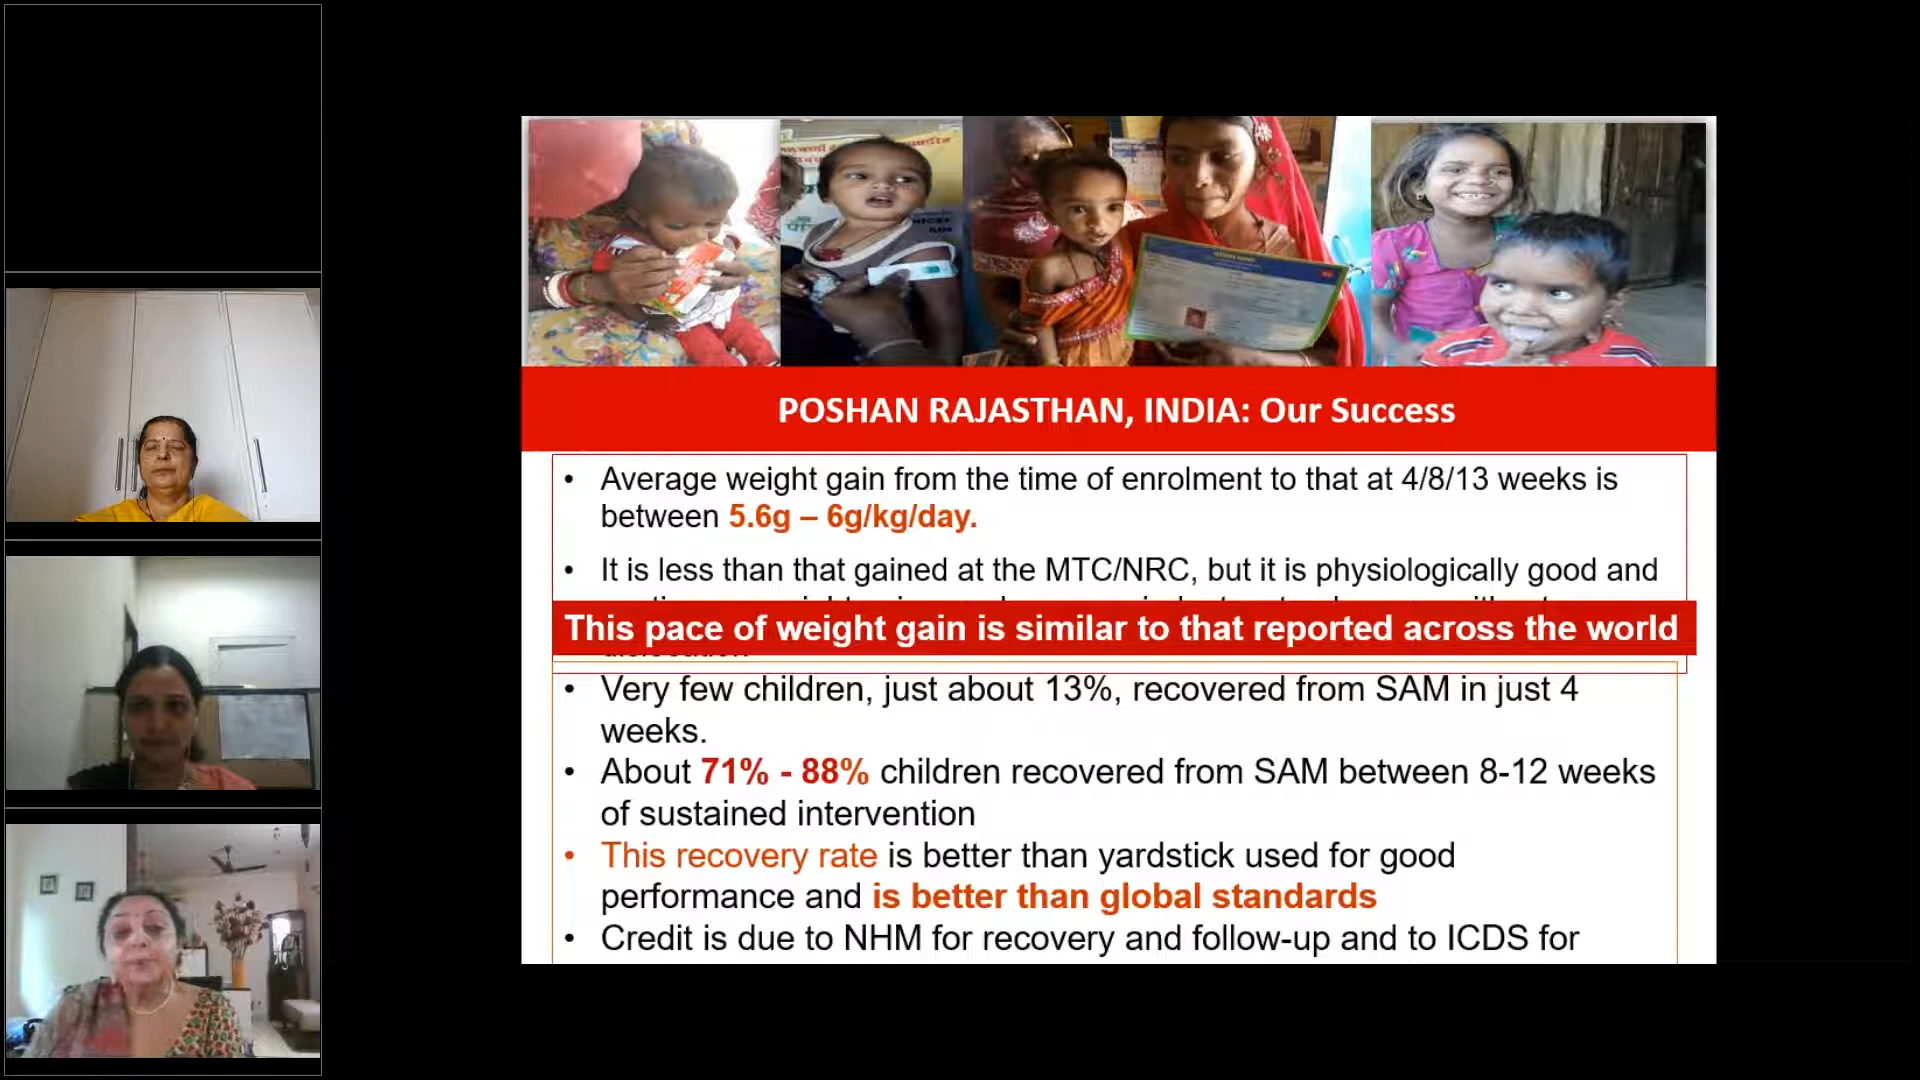 POSHAN RAJASTHAN, INDIA: Our Success
• Average weight gain from the time of enrolment to that at 4/8/13 weeks is
between 5.6g – 6g/kg/day.
• It is less than that gained at the MTC/NRC, but it is physiologically good and
This pace of weight gain is similar to that reported across the world
• Very few children, just about 13%, recovered from SAM in just 4
weeks.
• About 71% - 88% children recovered from SAM between 8-12 weeks
of sustained intervention
• This recovery rate is better than yardstick used for good
performance and is better than global standards
• Credit is due to NHM for recovery and follow-up and to ICDS for